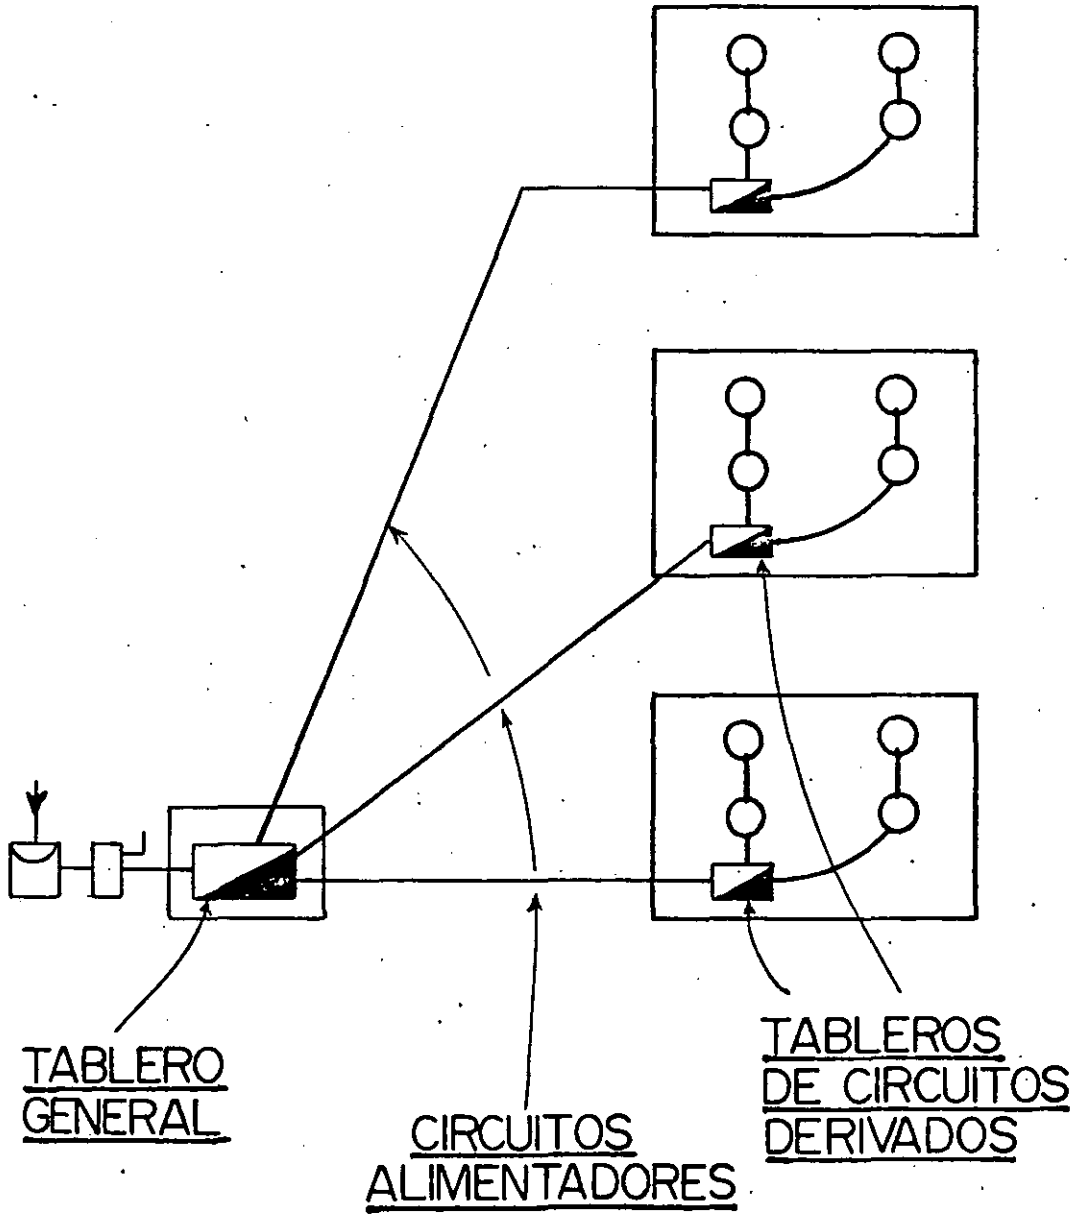 TABLERO
GENERAL
CIRCUITOS
ALIMENTADORES
TABLEROS
DE CIRCUITOS
DERIVADOS